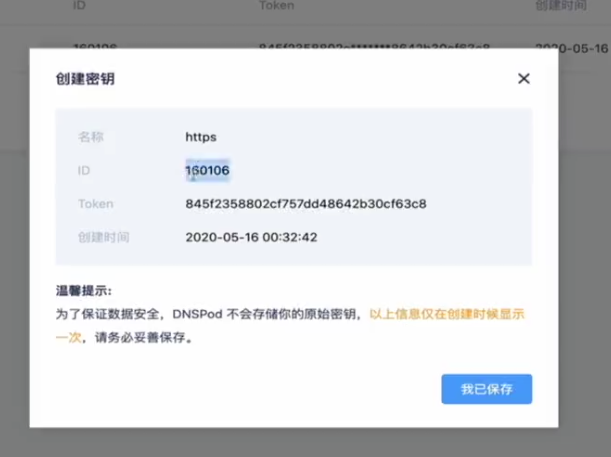 ID Token 创建时间
160106 845f2358802c*******8642b30cf63c8 2020-05-16
创建密钥
名称 https
ID 160106
Token 845f2358802cf757dd48642b30cf63c8
创建时间 2020-05-16 00:32:42
温馨提示:
为了保证数据安全，DNSPod 不会存储你的原始密钥，以上信息仅在创建时候显示
一次，请务必妥善保存。
我已保存